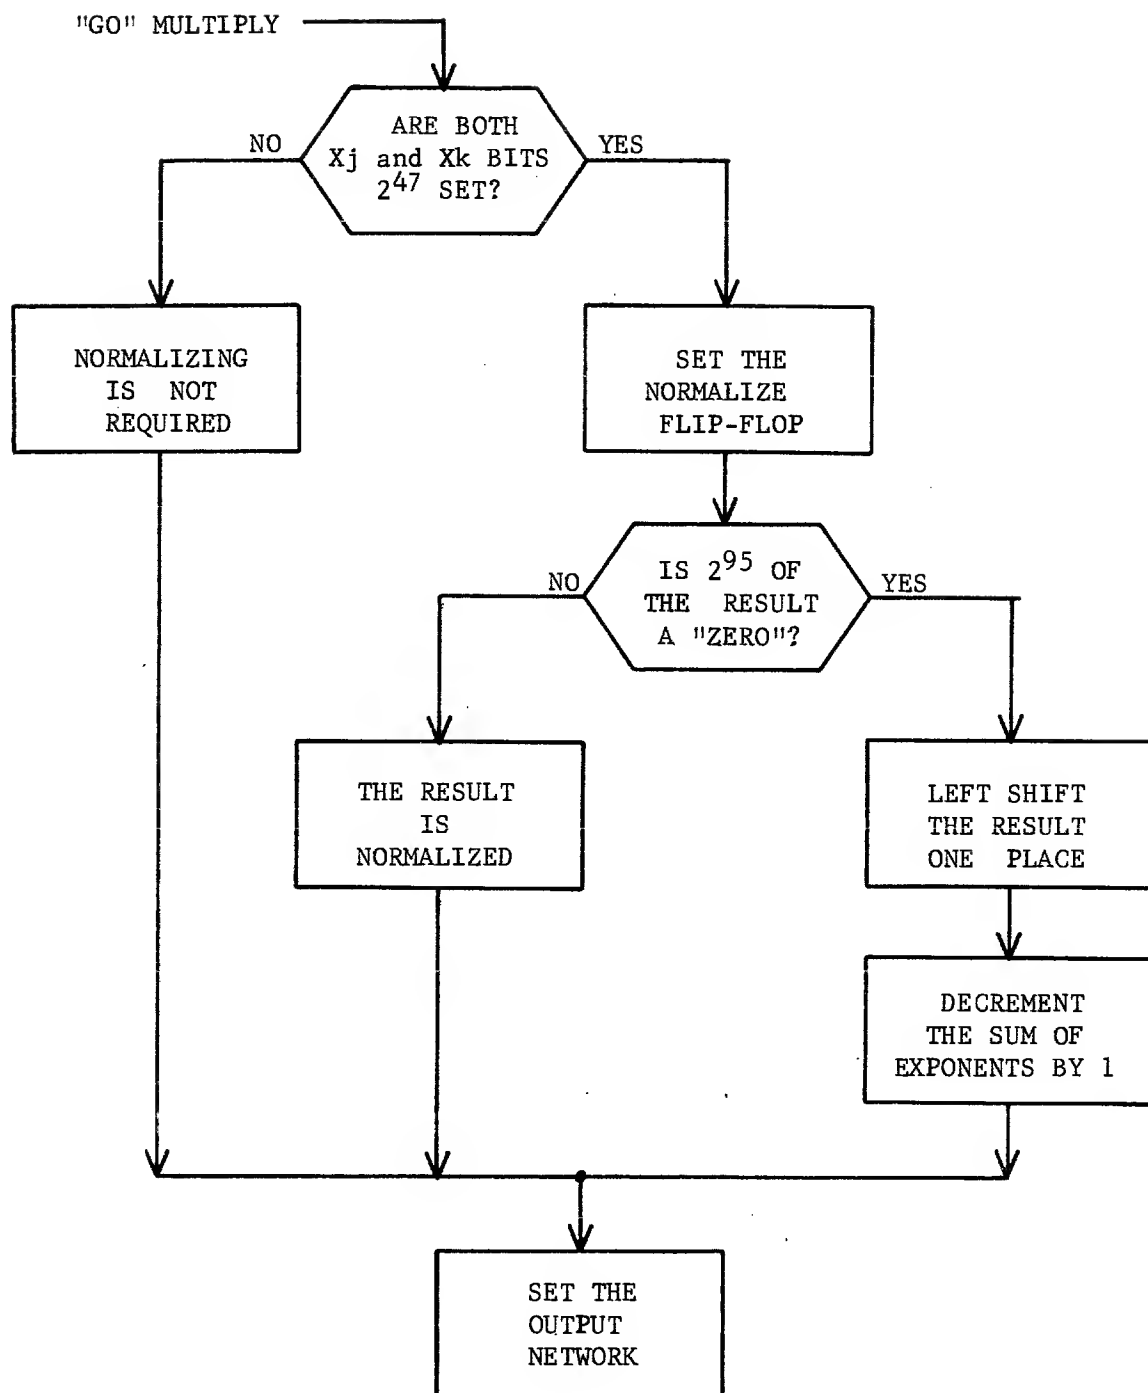 "GO" MULTIPLY
ARE BOTH
Xj and Xk BITS
2^47 SET?
NO
YES
NORMALIZING
IS NOT
REQUIRED
SET THE
NORMALIZE
FLIP-FLOP
IS 2^95 OF
THE RESULT
A "ZERO"?
NO
YES
THE RESULT
IS
NORMALIZED
LEFT SHIFT
THE RESULT
ONE PLACE
DECREMENT
THE SUM OF
EXPONENTS BY 1
SET THE
OUTPUT
NETWORK